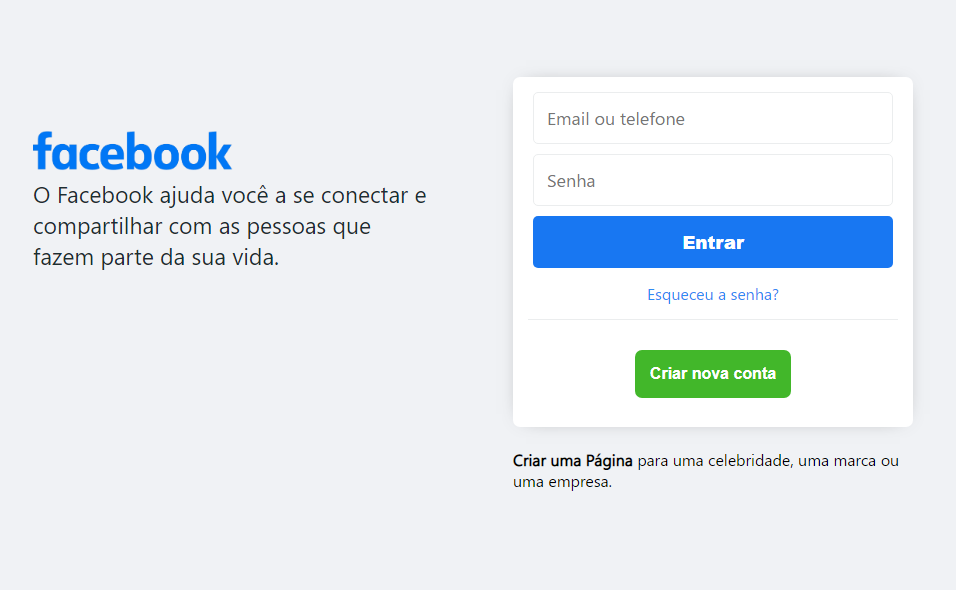 facebook
O Facebook ajuda você a se conectar e
compartilhar com as pessoas que
fazem parte da sua vida.
Email ou telefone
Senha
Entrar
Esqueceu a senha?
Criar nova conta
Criar uma Página para uma celebridade, uma marca ou
uma empresa.